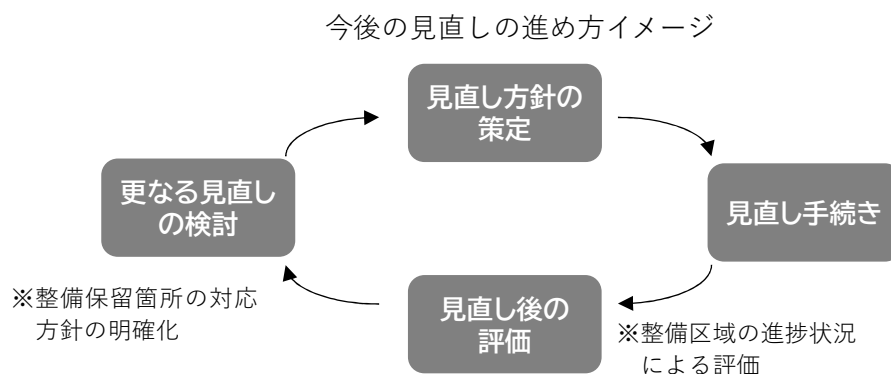 今後の見直しの進め方イメージ
見直し方針の
策定
更なる見直し
の検討
見直し手続き
※整備保留箇所の対応
方針の明確化
見直し後の
評価
※整備区域の進捗状況
による評価